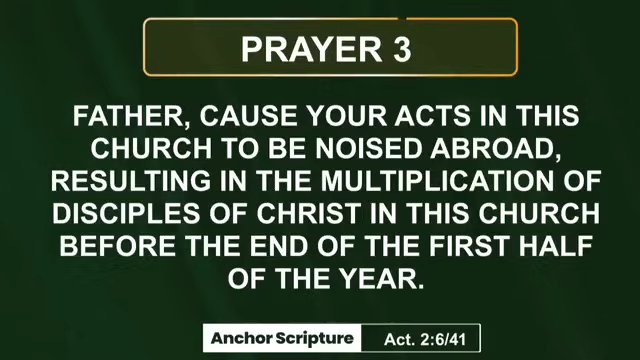 PRAYER 3
FATHER, CAUSE YOUR ACTS IN THIS
CHURCH TO BE NOISED ABROAD,
RESULTING IN THE MULTIPLICATION OF
DISCIPLES OF CHRIST IN THIS CHURCH
BEFORE THE END OF THE FIRST HALF
OF THE YEAR.
Anchor Scripture Act. 2:6/41